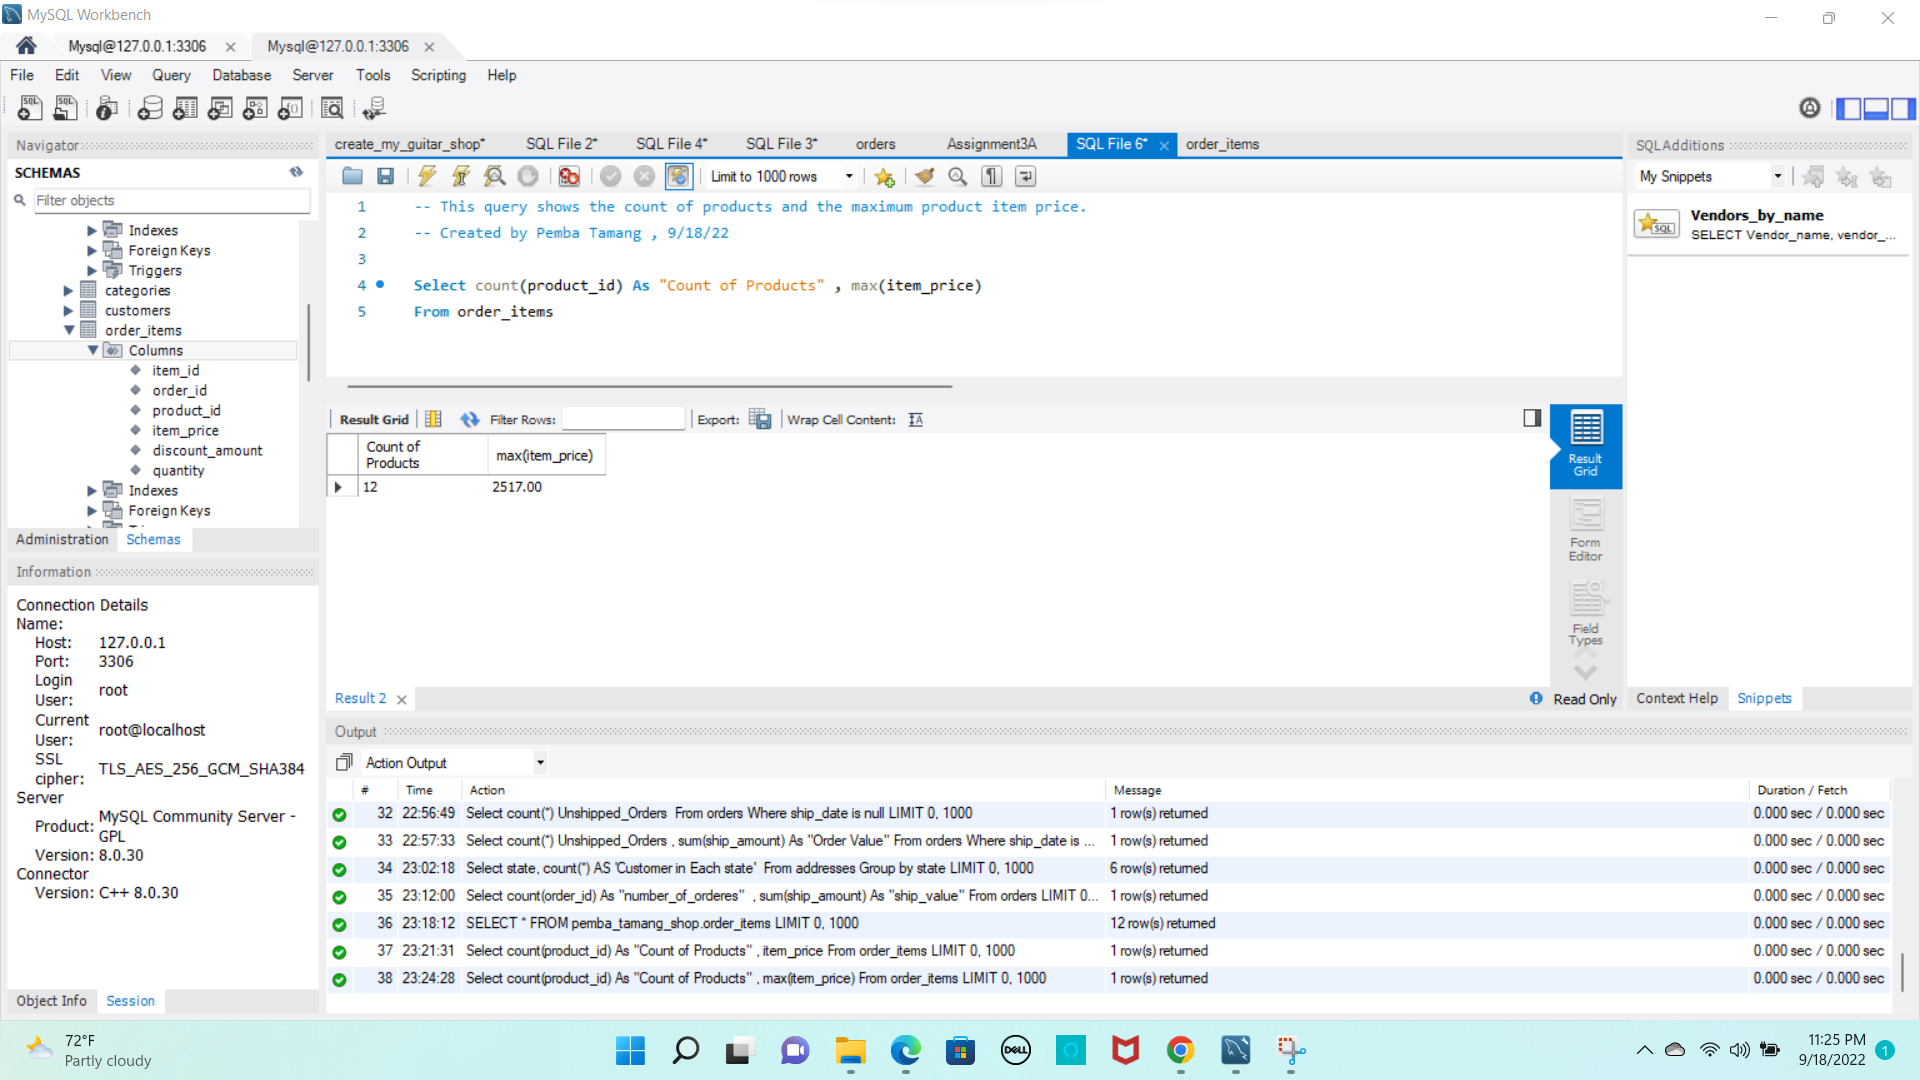 MySQL Workbench
Mysql@127.0.0.1:3306
Mysql@127.0.0.1:3306
File Edit View Query Database Server Tools Scripting Help
Navigator
SCHEMAS
Filter objects
Indexes
Foreign Keys
Triggers
categories
customers
order_items
Columns
item_id
order_id
product_id
item_price
discount_amount
quantity
Indexes
Foreign Keys
Administration Schemas
Information
Connection Details
Name:
Host: 127.0.0.1
Port: 3306
Login User: root
Current User: root@localhost
SSL cipher: TLS_AES_256_GCM_SHA384
Server
Product: MySQL Community Server - GPL
Version: 8.0.30
Connector
Version: C++ 8.0.30
Object Info Session
create_my_guitar_shop* SQL File 2* SQL File 4* SQL File 3* orders Assignment3A SQL File 6* order_items
Limit to 1000 rows
1 -- This query shows the count of products and the maximum product item price.
2 -- Created by Pemba Tamang , 9/18/22
3
4 Select count(product_id) As "Count of Products" , max(item_price)
5 From order_items
Result Grid Filter Rows: Export: Wrap Cell Content:
Count of Products max(item_price)
12 2517.00
Result Grid
Form Editor
Field Types
Result 2
Read Only
SQLAdditions
My Snippets
Vendors_by_name
SELECT Vendor_name, vendor_...
Context Help Snippets
Output
Action Output
# Time Action Message Duration / Fetch
32 22:56:49 Select count(*) Unshipped_Orders From orders Where ship_date is null LIMIT 0, 1000 1 row(s) returned 0.000 sec / 0.000 sec
33 22:57:33 Select count(*) Unshipped_Orders , sum(ship_amount) As "Order Value" From orders Where ship_date is ... 1 row(s) returned 0.000 sec / 0.000 sec
34 23:02:18 Select state, count(*) AS 'Customer in Each state' From addresses Group by state LIMIT 0, 1000 6 row(s) returned 0.000 sec / 0.000 sec
35 23:12:00 Select count(order_id) As "number_of_orderes" , sum(ship_amount) As "ship_value" From orders LIMIT 0... 1 row(s) returned 0.000 sec / 0.000 sec
36 23:18:12 SELECT * FROM pemba_tamang_shop.order_items LIMIT 0, 1000 12 row(s) returned 0.000 sec / 0.000 sec
37 23:21:31 Select count(product_id) As "Count of Products" , item_price From order_items LIMIT 0, 1000 1 row(s) returned 0.000 sec / 0.000 sec
38 23:24:28 Select count(product_id) As "Count of Products" , max(item_price) From order_items LIMIT 0, 1000 1 row(s) returned 0.000 sec / 0.000 sec
72°F
Partly cloudy
DELL
11:25 PM
9/18/2022
1